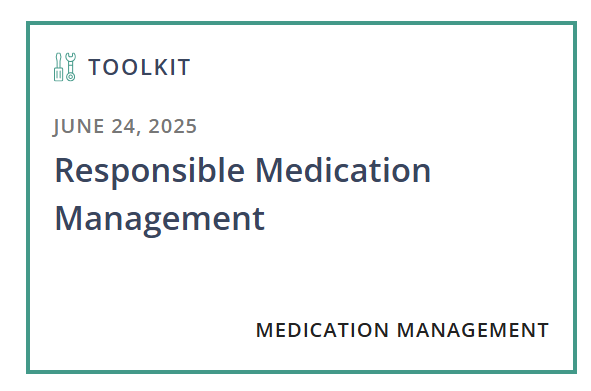 TOOLKIT
JUNE 24, 2025
Responsible Medication
Management
MEDICATION MANAGEMENT